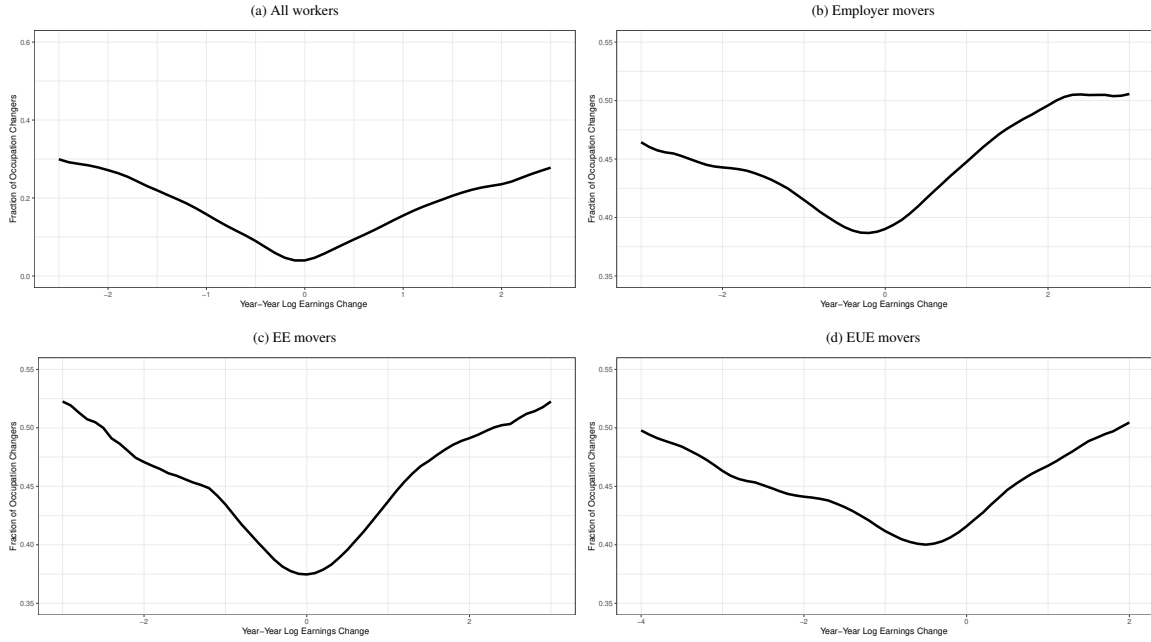 (a) All workers
Fraction of Occupation Changers
0.6
0.4
0.2
0.0
−2
−1
0
1
2
Year−Year Log Earnings Change
(b) Employer movers
Fraction of Occupation Changers
0.55
0.50
0.45
0.40
0.35
−2
0
2
Year−Year Log Earnings Change
(c) EE movers
Fraction of Occupation Changers
0.55
0.50
0.45
0.40
0.35
−2
0
2
Year−Year Log Earnings Change
(d) EUE movers
Fraction of Occupation Changers
0.55
0.50
0.45
0.40
0.35
−4
−2
0
2
Year−Year Log Earnings Change